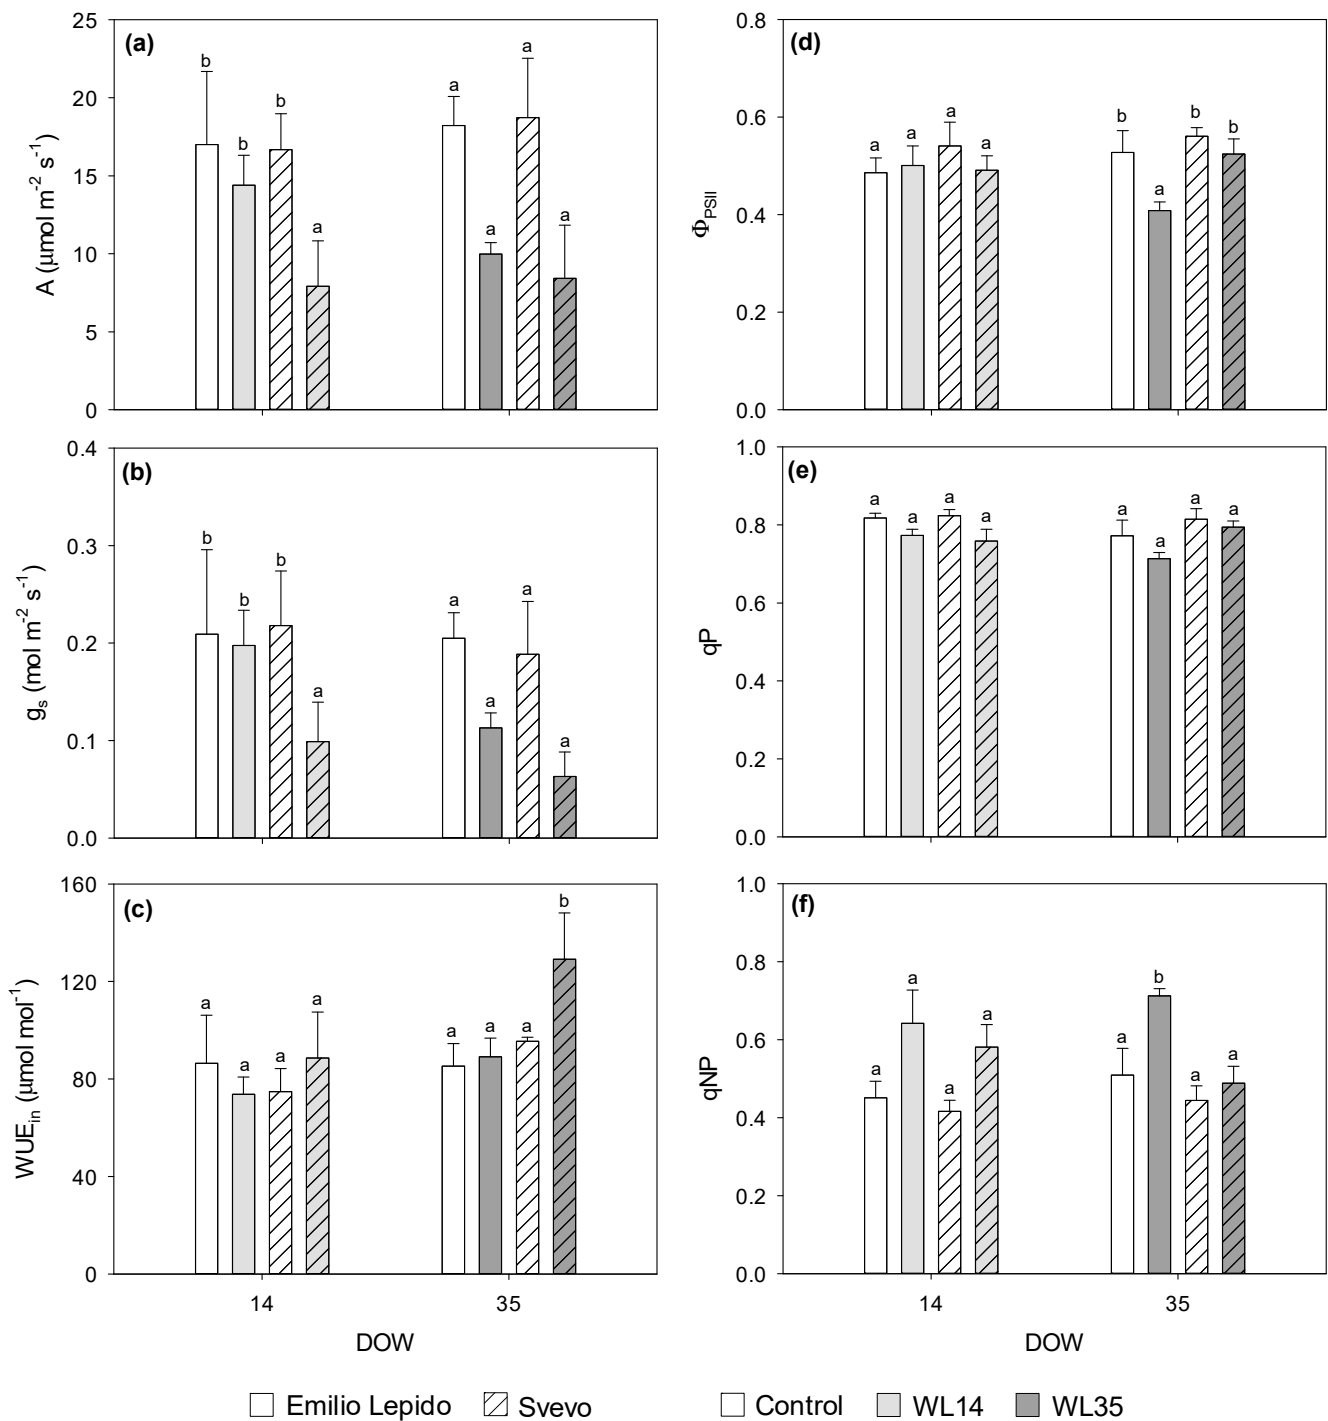 (a)
A (µmol m⁻² s⁻¹)
25
20
15
10
5
0
b
b
b
a
a
a
a
a
(b)
gₛ (mol m⁻² s⁻¹)
0.4
0.3
0.2
0.1
0.0
b
b
b
a
a
a
a
a
(c)
WUEᵢₙ (µmol mol⁻¹)
160
120
80
40
0
a
a
a
a
a
a
a
b
14
35
DOW
(d)
Φ_PSII
0.8
0.6
0.4
0.2
0.0
a
a
a
a
b
a
b
b
(e)
qP
1.0
0.8
0.6
0.4
0.2
0.0
a
a
a
a
a
a
a
a
(f)
qNP
1.0
0.8
0.6
0.4
0.2
0.0
a
a
a
a
a
b
a
a
14
35
DOW
Emilio Lepido Svevo Control WL14 WL35